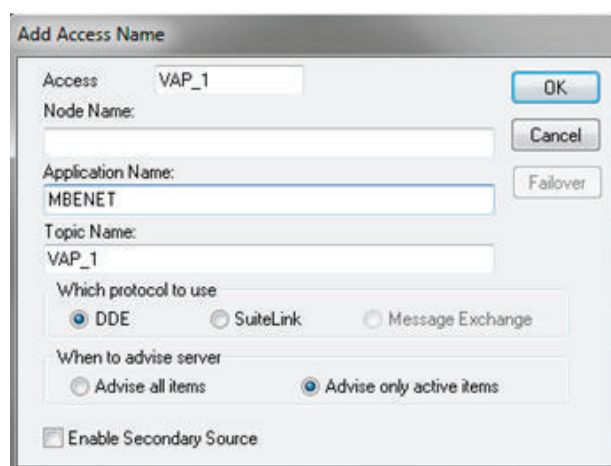 Add Access Name
Access VAP_1
OK
Node Name:
Cancel
Application Name:
Failover
MBENET
Topic Name:
VAP_1
Which protocol to use
DDE SuiteLink Message Exchange
When to advise server
Advise all items Advise only active items
Enable Secondary Source